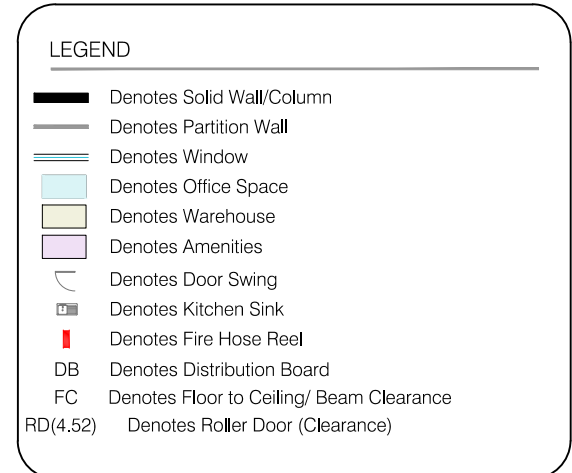 LEGEND
Denotes Solid Wall/Column
Denotes Partition Wall
Denotes Window
Denotes Office Space
Denotes Warehouse
Denotes Amenities
Denotes Door Swing
Denotes Kitchen Sink
Denotes Fire Hose Reel
DB Denotes Distribution Board
FC Denotes Floor to Ceiling/ Beam Clearance
RD(4.52) Denotes Roller Door (Clearance)